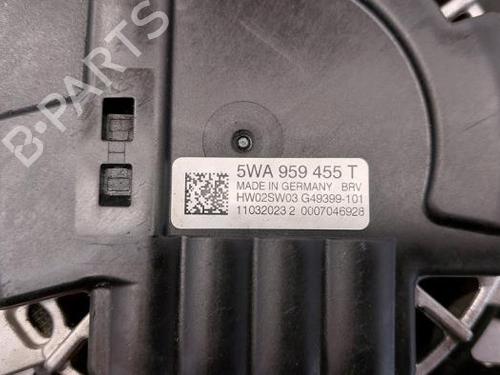 B-PARTS
5WA 959 455 T
MADE IN GERMANY BRV
HW02SW03 G49399-101
11032023 2 0007046928